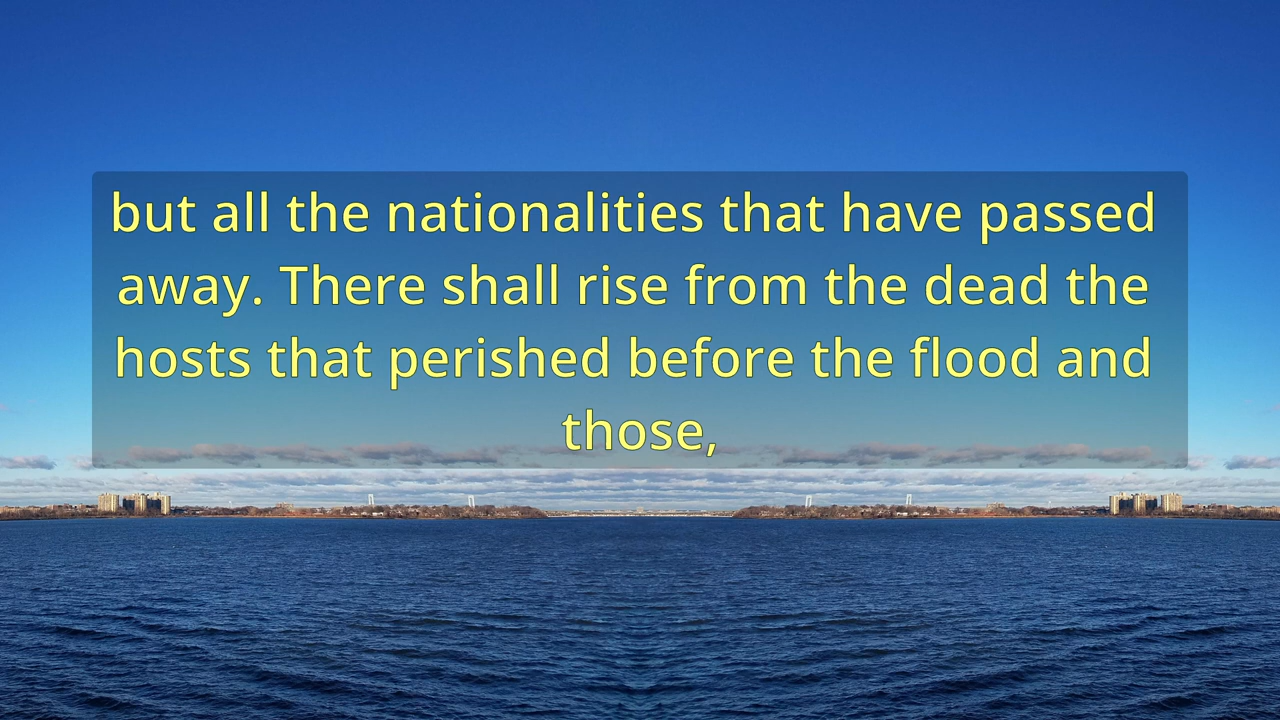 but all the nationalities that have passed
away. There shall rise from the dead the
hosts that perished before the flood and
those,